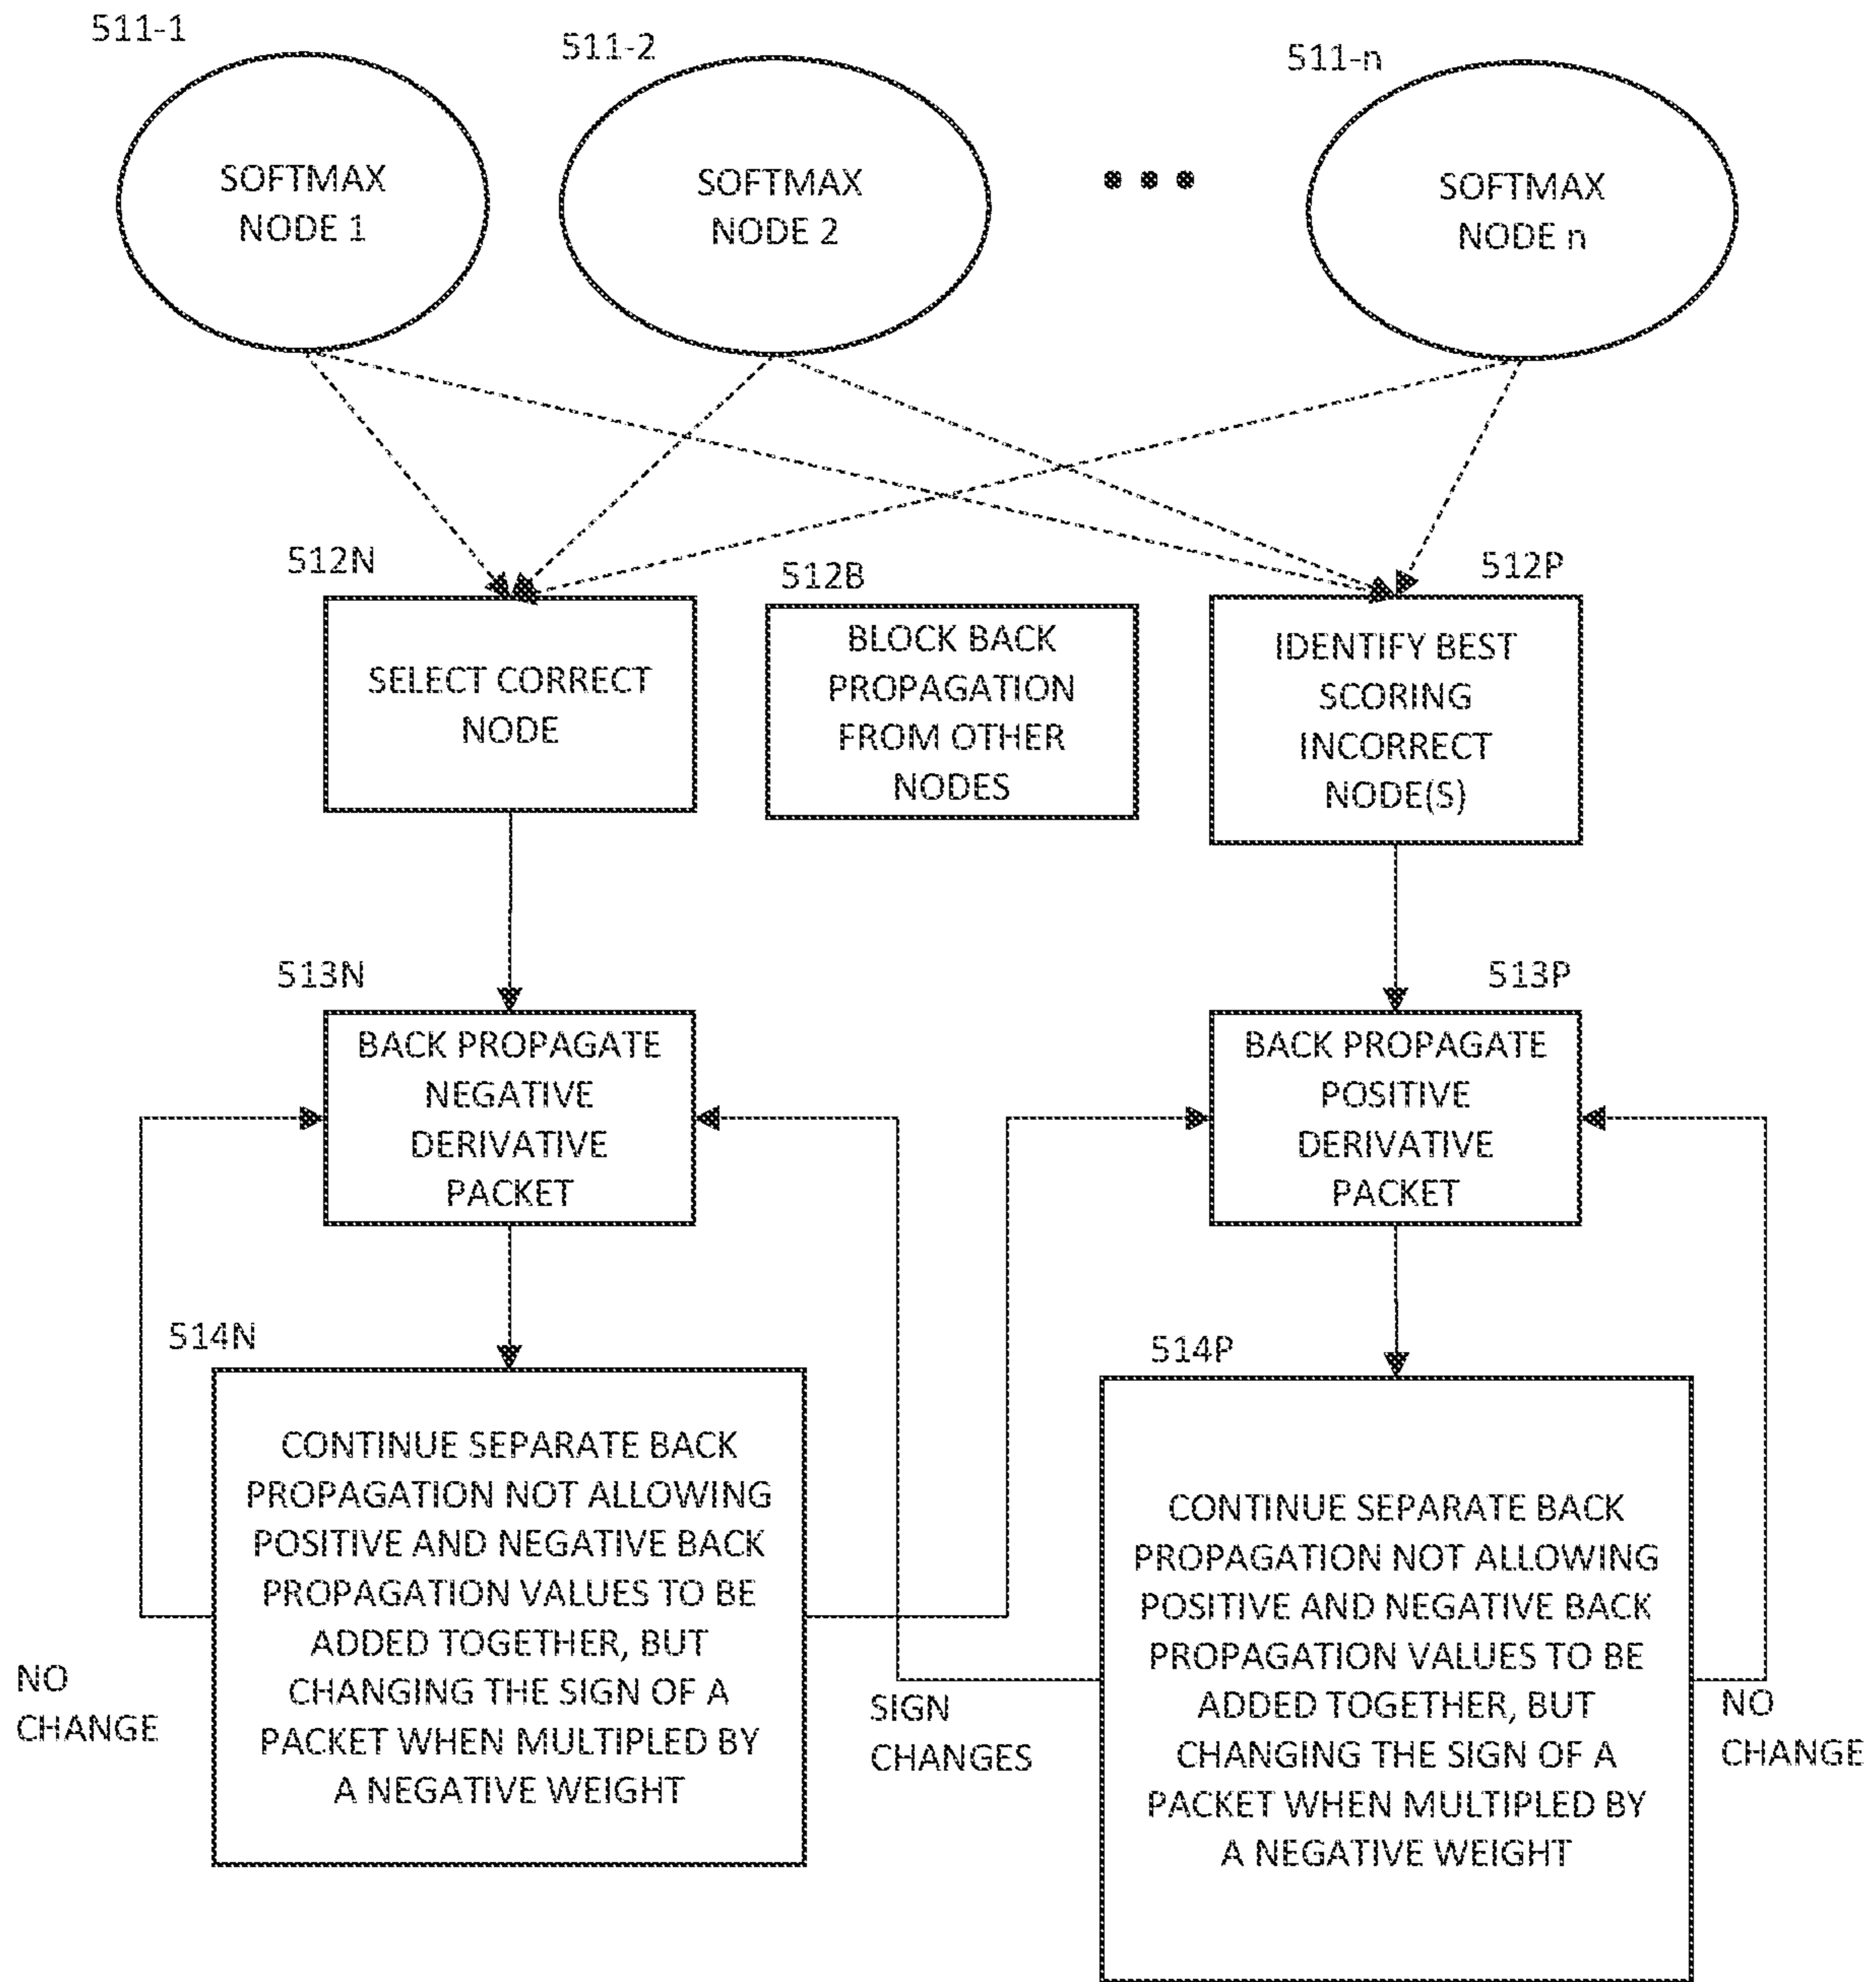 511-1
511-2
511-n
SOFTMAX
NODE 1
SOFTMAX
NODE 2
SOFTMAX
NODE n
512N
512B
512P
SELECT CORRECT
NODE
BLOCK BACK
PROPAGATION
FROM OTHER
NODES
IDENTIFY BEST
SCORING
INCORRECT
NODE(S)
513N
513P
BACK PROPAGATE
NEGATIVE
DERIVATIVE
PACKET
BACK PROPAGATE
POSITIVE
DERIVATIVE
PACKET
514N
514P
CONTINUE SEPARATE BACK
PROPAGATION NOT ALLOWING
POSITIVE AND NEGATIVE BACK
PROPAGATION VALUES TO BE
ADDED TOGETHER, BUT
CHANGING THE SIGN OF A
PACKET WHEN MULTIPLED BY
A NEGATIVE WEIGHT
CONTINUE SEPARATE BACK
PROPAGATION NOT ALLOWING
POSITIVE AND NEGATIVE BACK
PROPAGATION VALUES TO BE
ADDED TOGETHER, BUT
CHANGING THE SIGN OF A
PACKET WHEN MULTIPLED BY
A NEGATIVE WEIGHT
NO
CHANGE
SIGN
CHANGES
NO
CHANGE